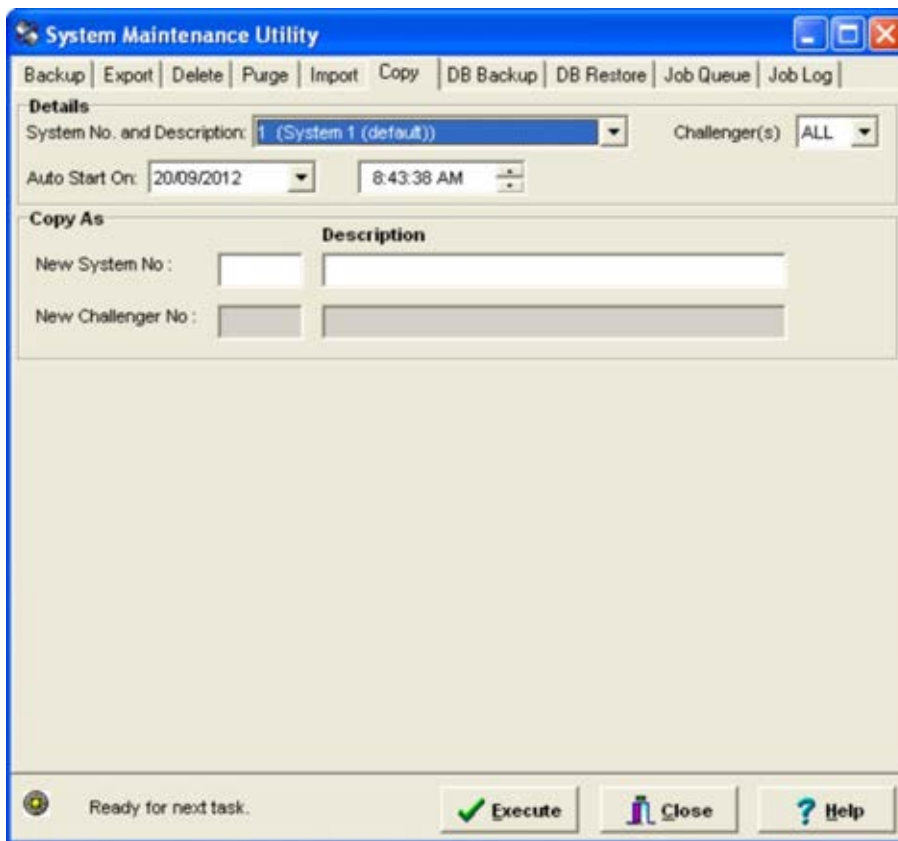 System Maintenance Utility
Backup Export Delete Purge Import Copy DB Backup DB Restore Job Queue Job Log
Details
System No. and Description: 1 (System 1 (default)) Challenger(s) ALL
Auto Start On: 20/09/2012 8:43:38 AM
Copy As
Description
New System No :
New Challenger No :
Ready for next task. Execute Close ? Help